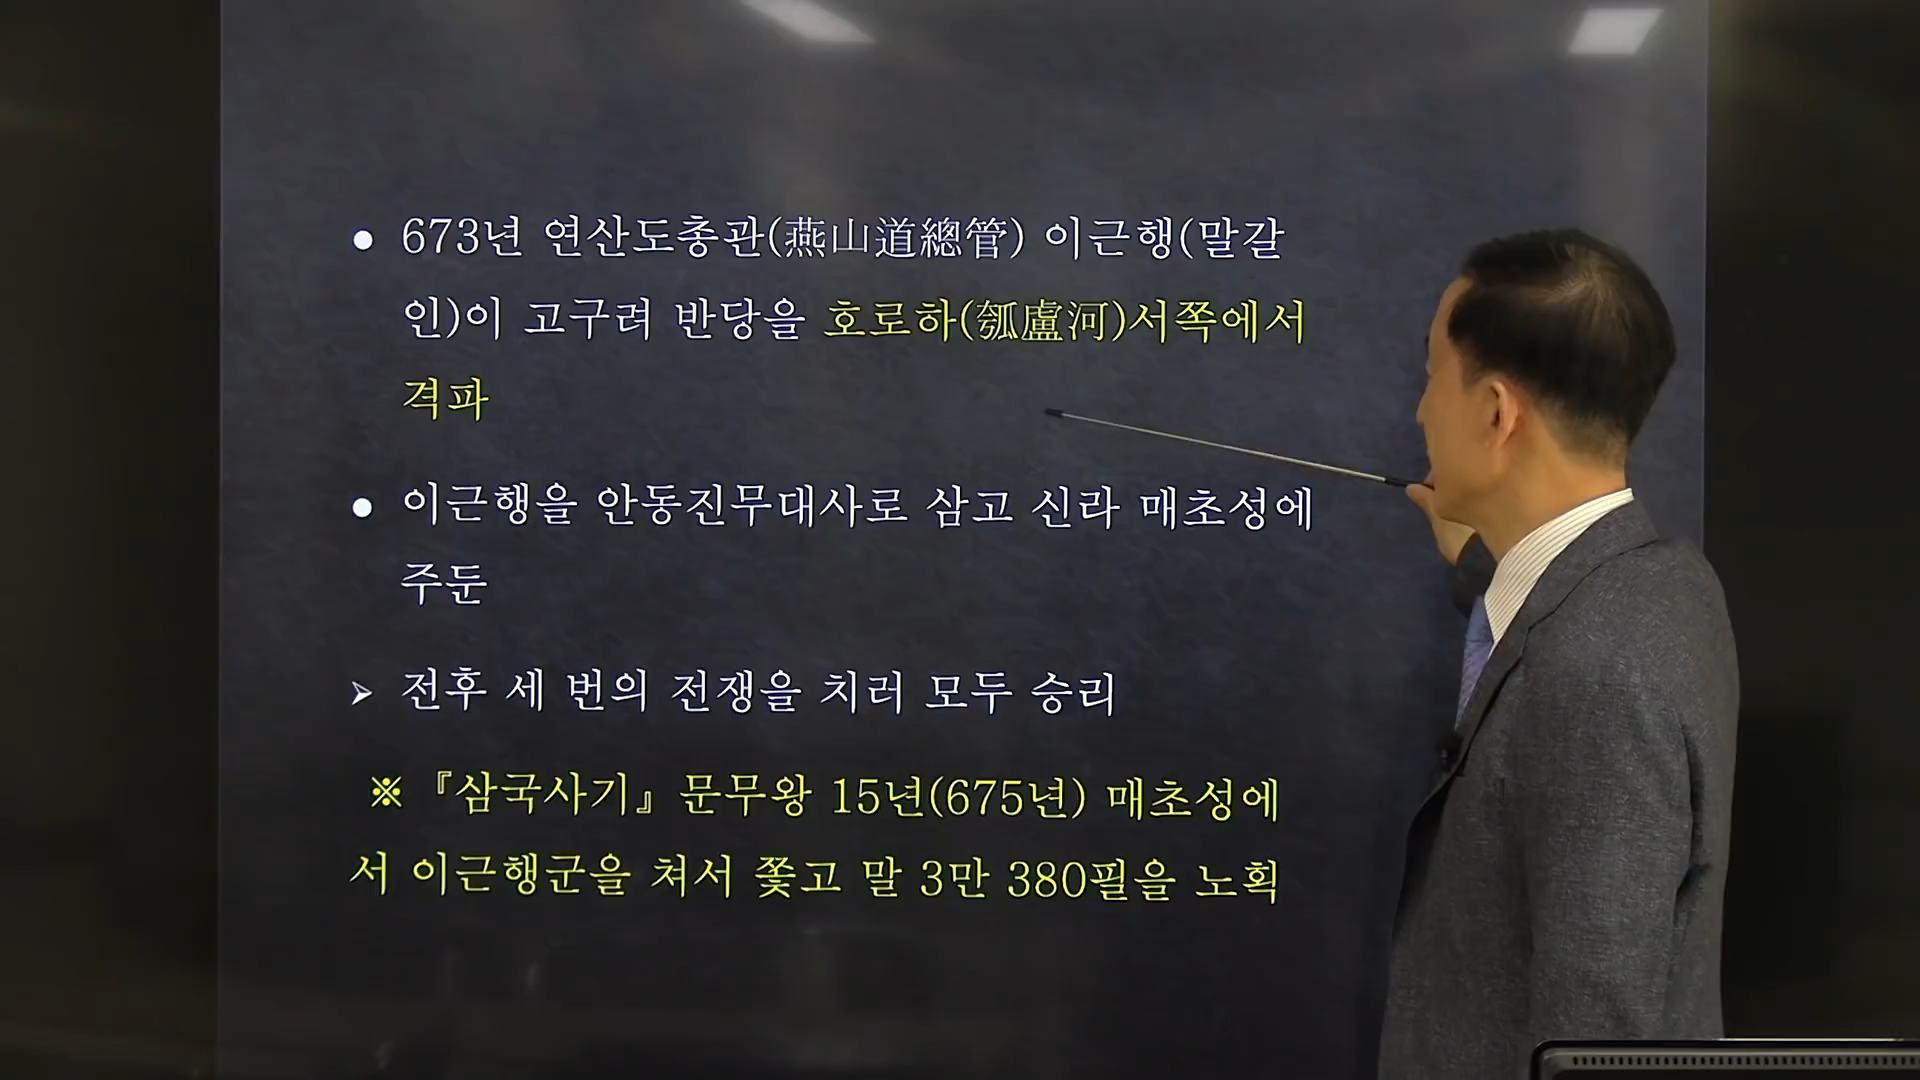 ● 673년 연산도총관(燕山道總管) 이근행(말갈
인)이 고구려 반당을 호로하(瓠盧河)서쪽에서
격파
● 이근행을 안동진무대사로 삼고 신라 매초성에
주둔
➢ 전후 세 번의 전쟁을 치러 모두 승리
※『삼국사기』문무왕 15년(675년) 매초성에
서 이근행군을 쳐서 쫓고 말 3만 380필을 노획